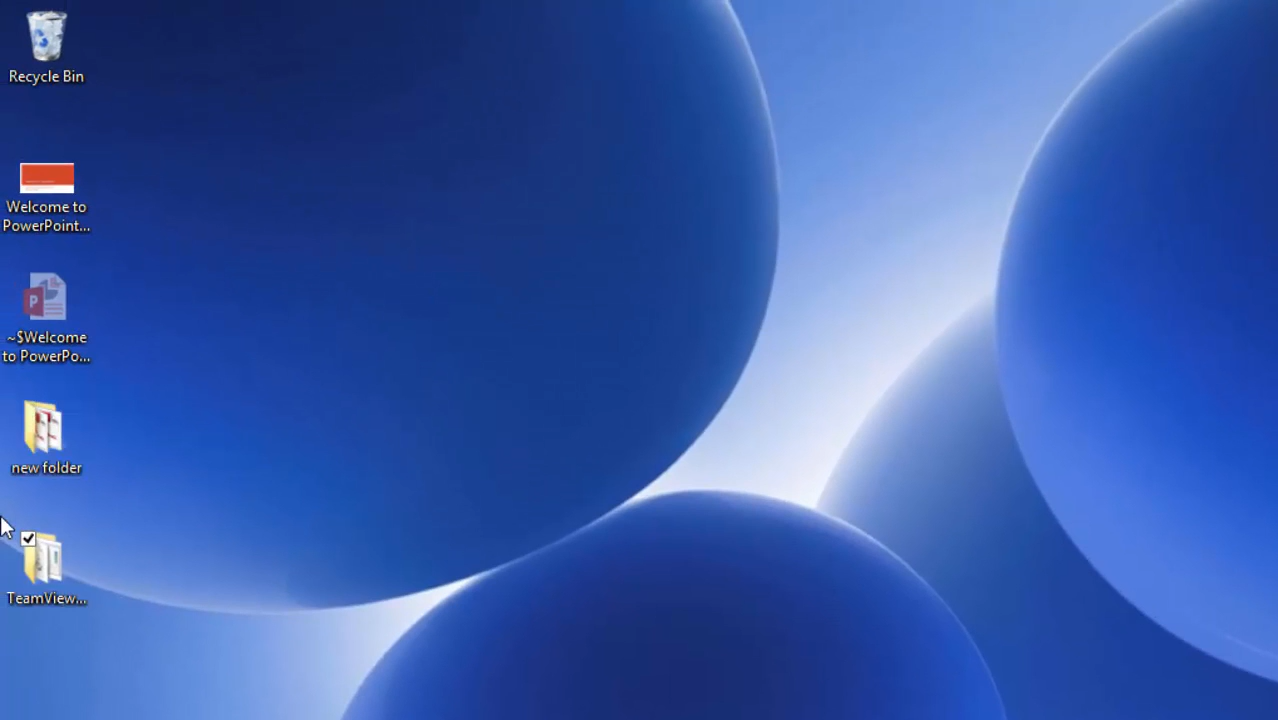 Recycle Bin
Welcome to
PowerPoint...
~$Welcome
to PowerPo...
P
new folder
TeamView...